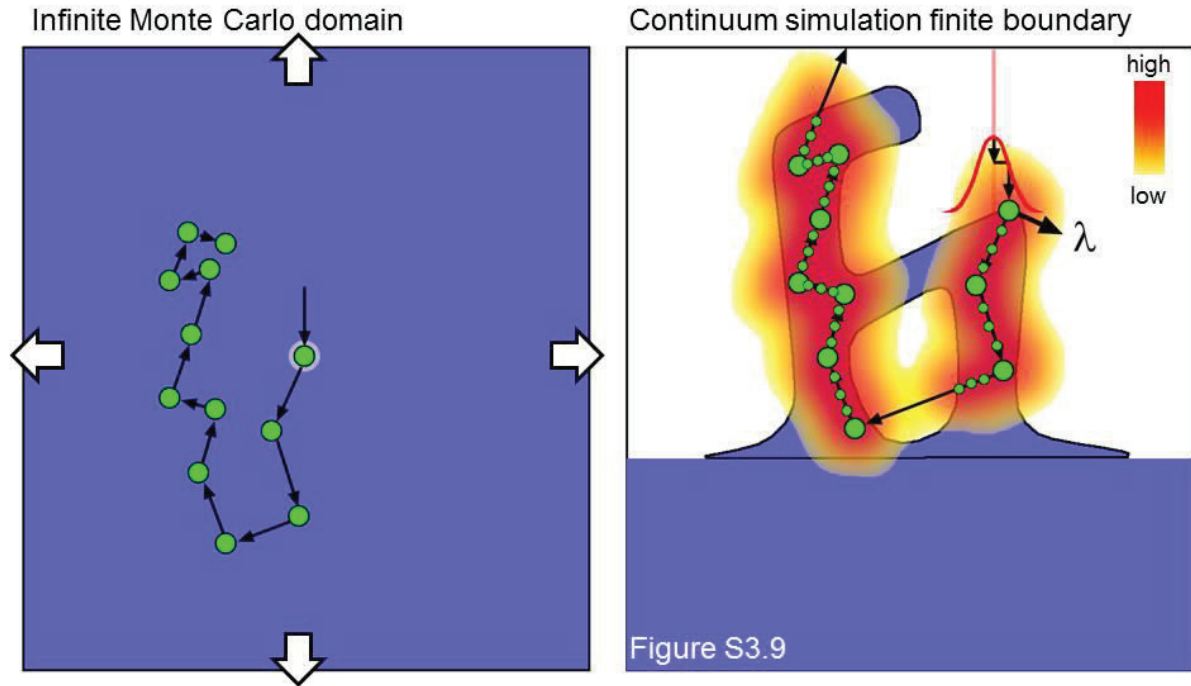 Infinite Monte Carlo domain
Continuum simulation finite boundary
high
low
λ
Figure S3.9